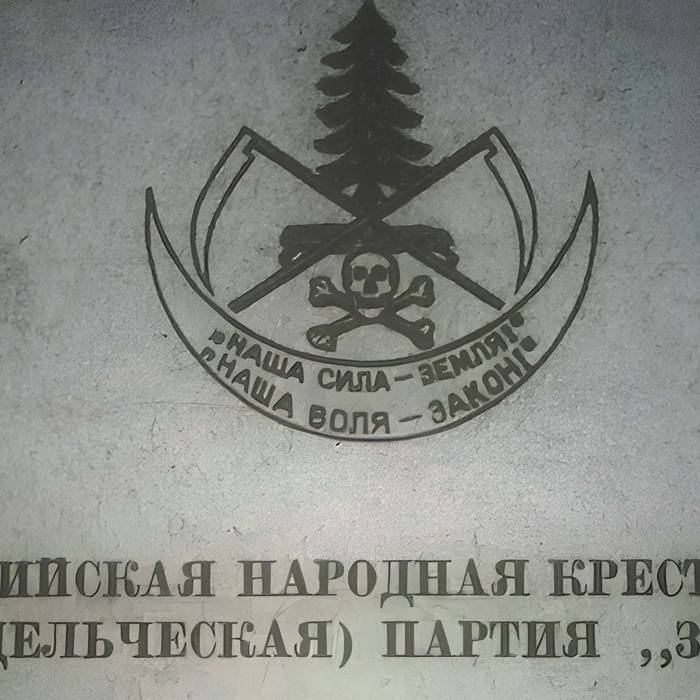 „НАША СИЛА — ЗЕМЛЯ!“
„НАША ВОЛЯ — ЗАКОН!“
ИЙСКАЯ НАРОДНАЯ КРЕСТ
ДЕЛЬЧЕСКАЯ) ПАРТИЯ „З